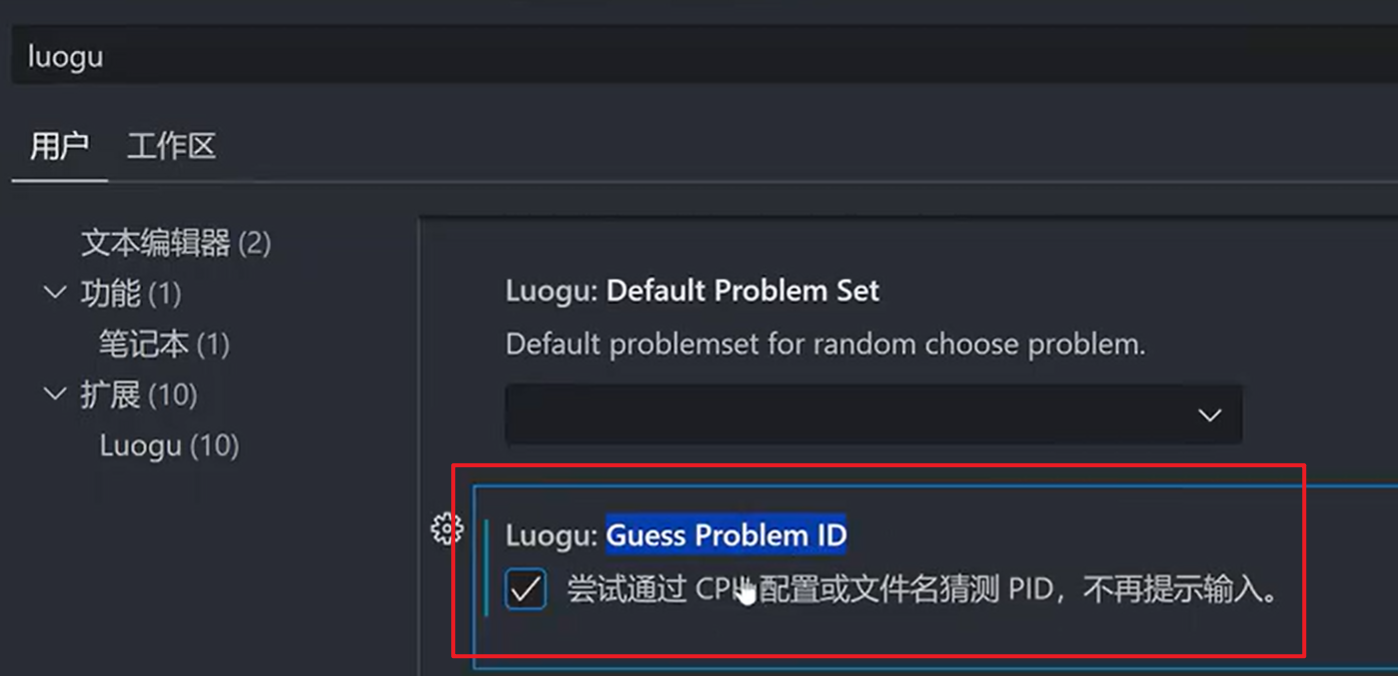 luogu
用户 工作区
文本编辑器 (2)
功能 (1)
笔记本 (1)
扩展 (10)
Luogu (10)
Luogu: Default Problem Set
Default problemset for random choose problem.
Luogu: Guess Problem ID
尝试通过 配置或文件名猜测 PID，不再提示输入。